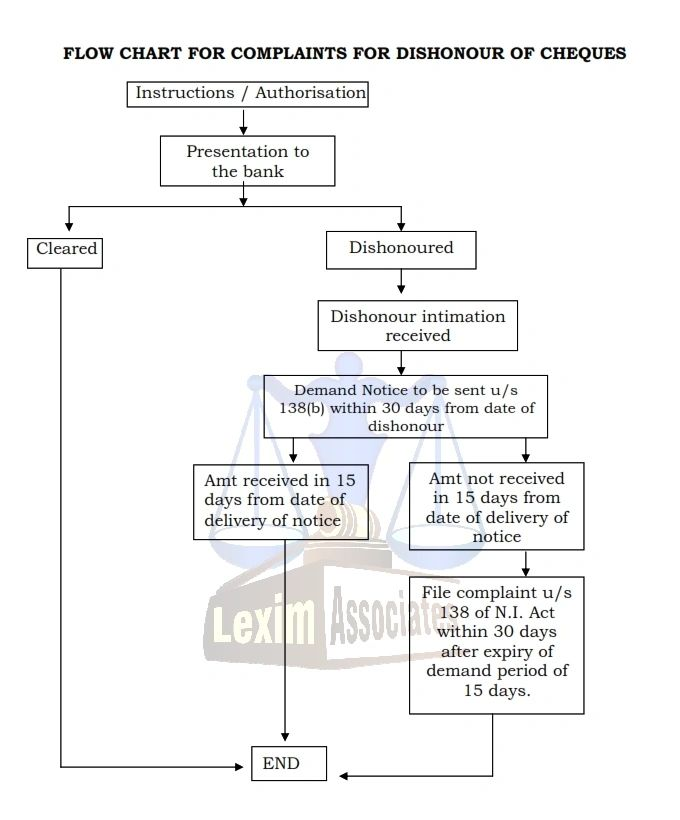 FLOW CHART FOR COMPLAINTS FOR DISHONOUR OF CHEQUES
Instructions / Authorisation
Presentation to
the bank
Cleared
Dishonoured
Dishonour intimation
received
Demand Notice to be sent u/s
138(b) within 30 days from date of
dishonour
Amt received in 15
days from date of
delivery of notice
Amt not received
in 15 days from
date of delivery of
notice
File complaint u/s
138 of N.I. Act
within 30 days
after expiry of
demand period of
15 days.
Lexim Associates
END